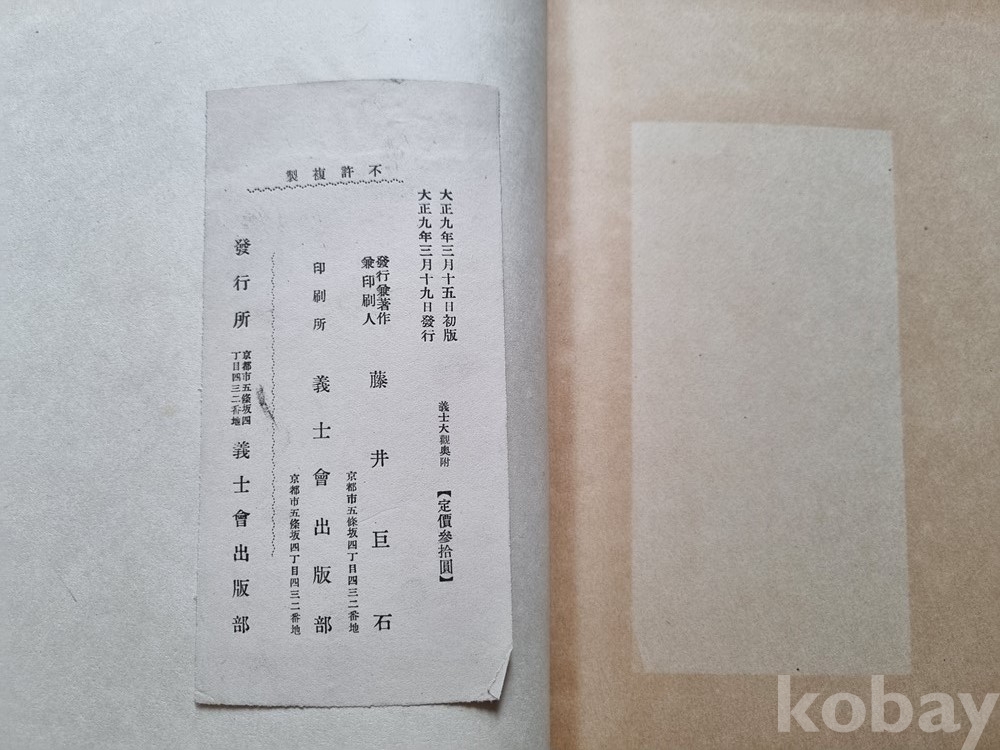 不許複製
大正九年三月十五日初版
大正九年三月十九日發行
義士大觀奧附
【定價參拾圓】
發行兼著作
兼印刷人
藤井巨石
京都市五條坂四丁目四三二番地
印刷所
義士會出版部
京都市五條坂四丁目四三二番地
發行所
京都市五條坂四
丁目四三二番地
義士會出版部
kobay